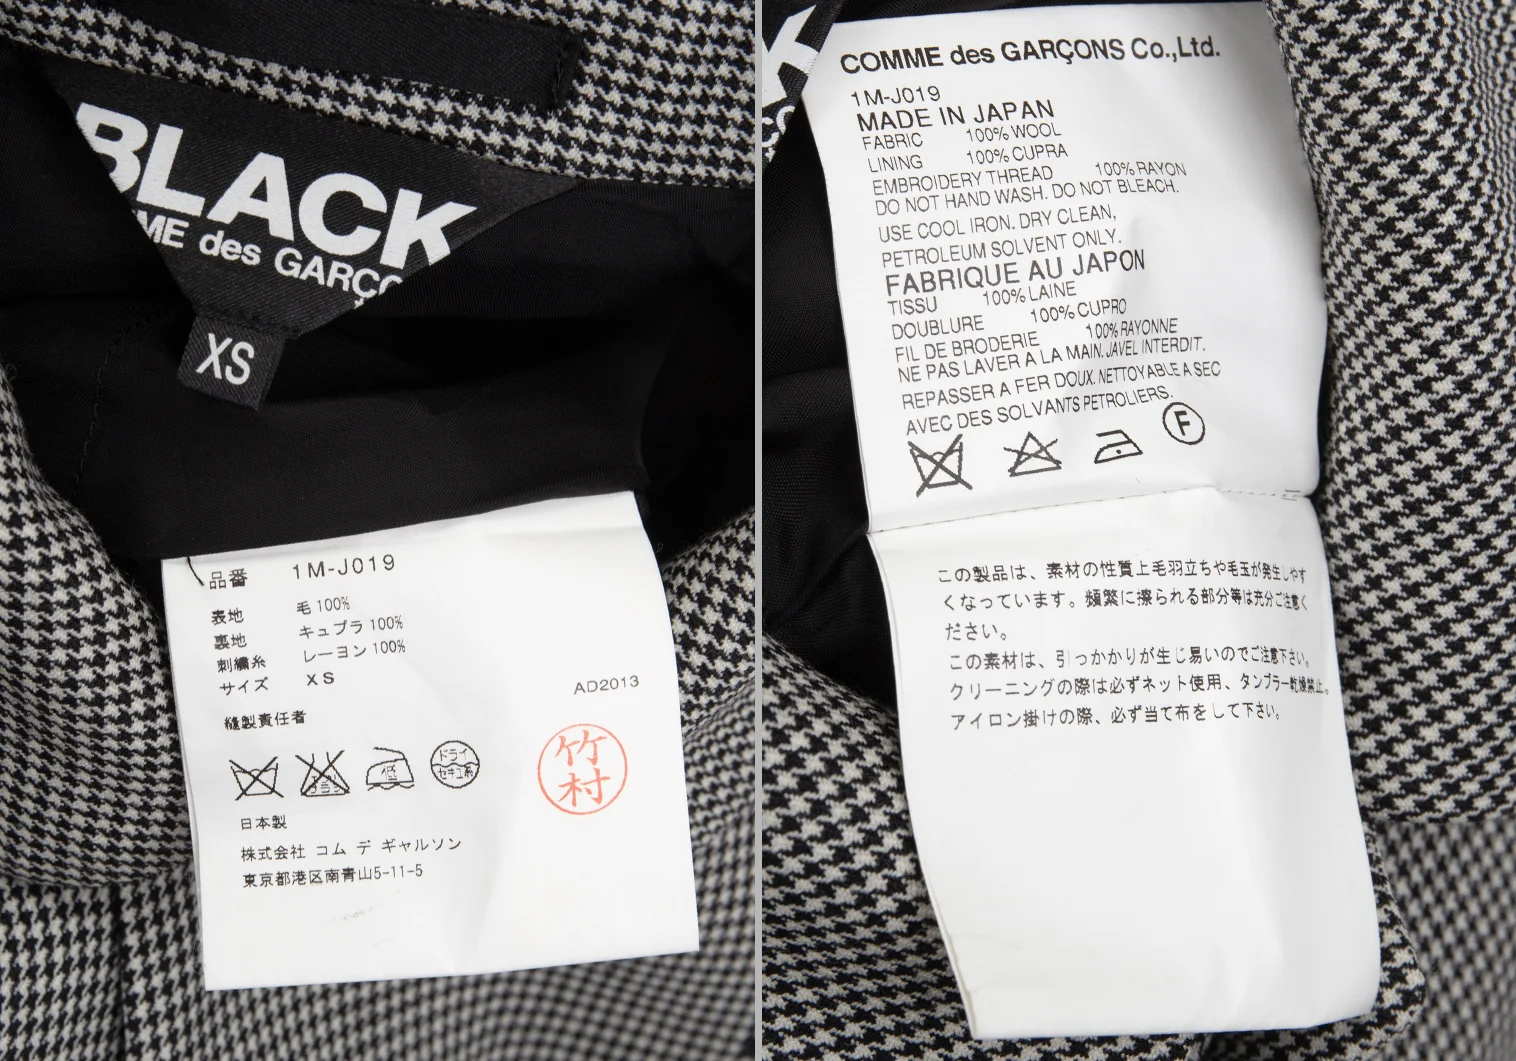 BLACK
des GARÇO
XS
品番 1M-J019
表地 毛 100%
裏地 キュプラ 100%
刺繍糸 レーヨン 100%
サイズ XS
AD2013
縫製責任者
竹村
低
ドライ
セキユ系
日本製
株式会社 コム デ ギャルソン
東京都港区南青山5-11-5
COMME des GARÇONS Co.,Ltd.
1M-J019
MADE IN JAPAN
FABRIC 100% WOOL
LINING 100% CUPRA
EMBROIDERY THREAD 100% RAYON
DO NOT HAND WASH. DO NOT BLEACH.
USE COOL IRON. DRY CLEAN,
PETROLEUM SOLVENT ONLY.
FABRIQUE AU JAPON
TISSU 100% LAINE
DOUBLURE 100% CUPRO
FIL DE BRODERIE 100% RAYONNE
NE PAS LAVER A LA MAIN. JAVEL INTERDIT.
REPASSER A FER DOUX. NETTOYABLE A SEC
AVEC DES SOLVANTS PETROLIERS.
F
この製品は、素材の性質上毛羽立ちや毛玉が発生しやす
くなっています。頻繁に擦られる部分等は充分ご注意く
ださい。
この素材は、引っかかりが生じ易いのでご注意下さい。
クリーニングの際は必ずネット使用、タンブラー乾燥禁止。
アイロン掛けの際、必ず当て布をして下さい。